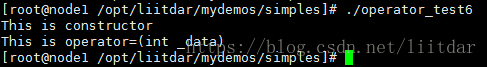 [root@node1 /opt/liitdar/mydemos/simples]# ./operator_test6
This is constructor
This is operator=(int _data)
https://blog.csdn.net/liitdar
[root@node1 /opt/liitdar/mydemos/simples]#